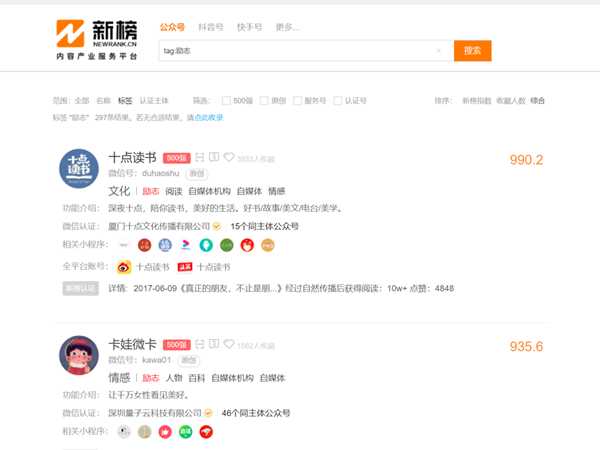 新榜
NEWRANK.CN
内容产业服务平台
公众号 抖音号 快手号 更多...
tag:励志 × 搜索
范围： 全部 名称 标签 认证主体 筛选： 500强 原创 服务号 认证号 排序： 新榜指数 收藏人数 综合
标签 "励志" 297条结果。若无合适结果，请点此收录
十点读书
十点读书 500强 人收藏 990.2
微信号：duhaoshu 原创
文化 | 励志 阅读 自媒体机构 自媒体 情感
功能介绍： 深夜十点，陪你读书，美好的生活。好书/故事/美文/电台/美学。
微信认证： 厦门十点文化传播有限公司 15个同主体公众号
相关小程序：
全平台账号： 十点读书 十点读书
新榜认证 详情：2017-06-09《真正的朋友，不止是朋...》经过自然传播后获得阅读：10w+ 点赞：4848
卡娃微卡 500强 人收藏 935.6
微信号：kawa01 原创
情感 | 励志 人物 百科 自媒体机构 自媒体
功能介绍： 让千万女性看见美好。
微信认证： 深圳量子云科技有限公司 46个同主体公众号
相关小程序：